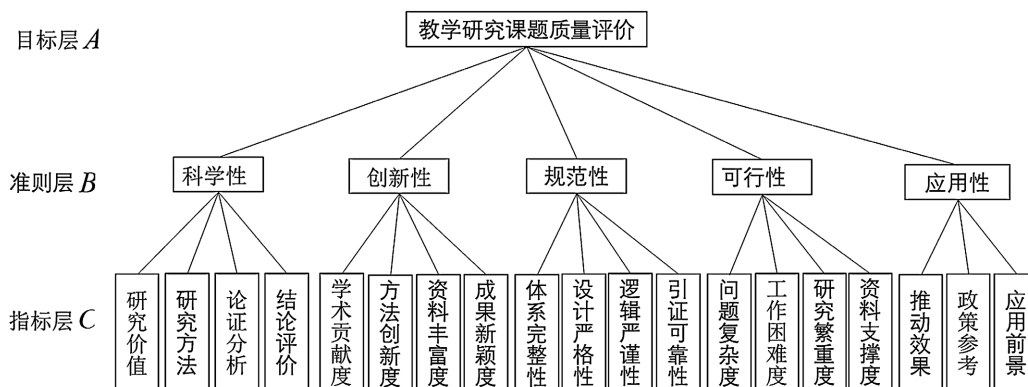 目标层A
教学研究课题质量评价
准则层B
科学性
创新性
规范性
可行性
应用性
指标层C
研究价值
研究方法
论证分析
结论评价
学术贡献度
方法创新度
资料丰富度
成果新颖度
体系完整性
设计严格性
逻辑严谨性
引证可靠性
问题复杂度
工作困难度
研究繁重度
资料支撑度
推动效果
政策参考
应用前景